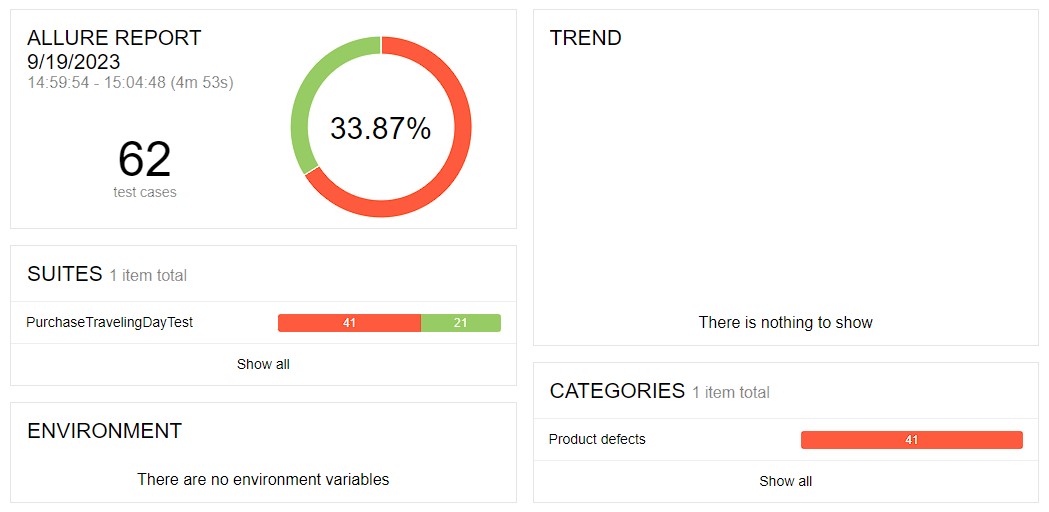 ALLURE REPORT
9/19/2023
14:59:54 - 15:04:48 (4m 53s)
62
test cases
33.87%
SUITES 1 item total
PurchaseTravelingDayTest 41 21
Show all
ENVIRONMENT
There are no environment variables
TREND
There is nothing to show
CATEGORIES 1 item total
Product defects 41
Show all